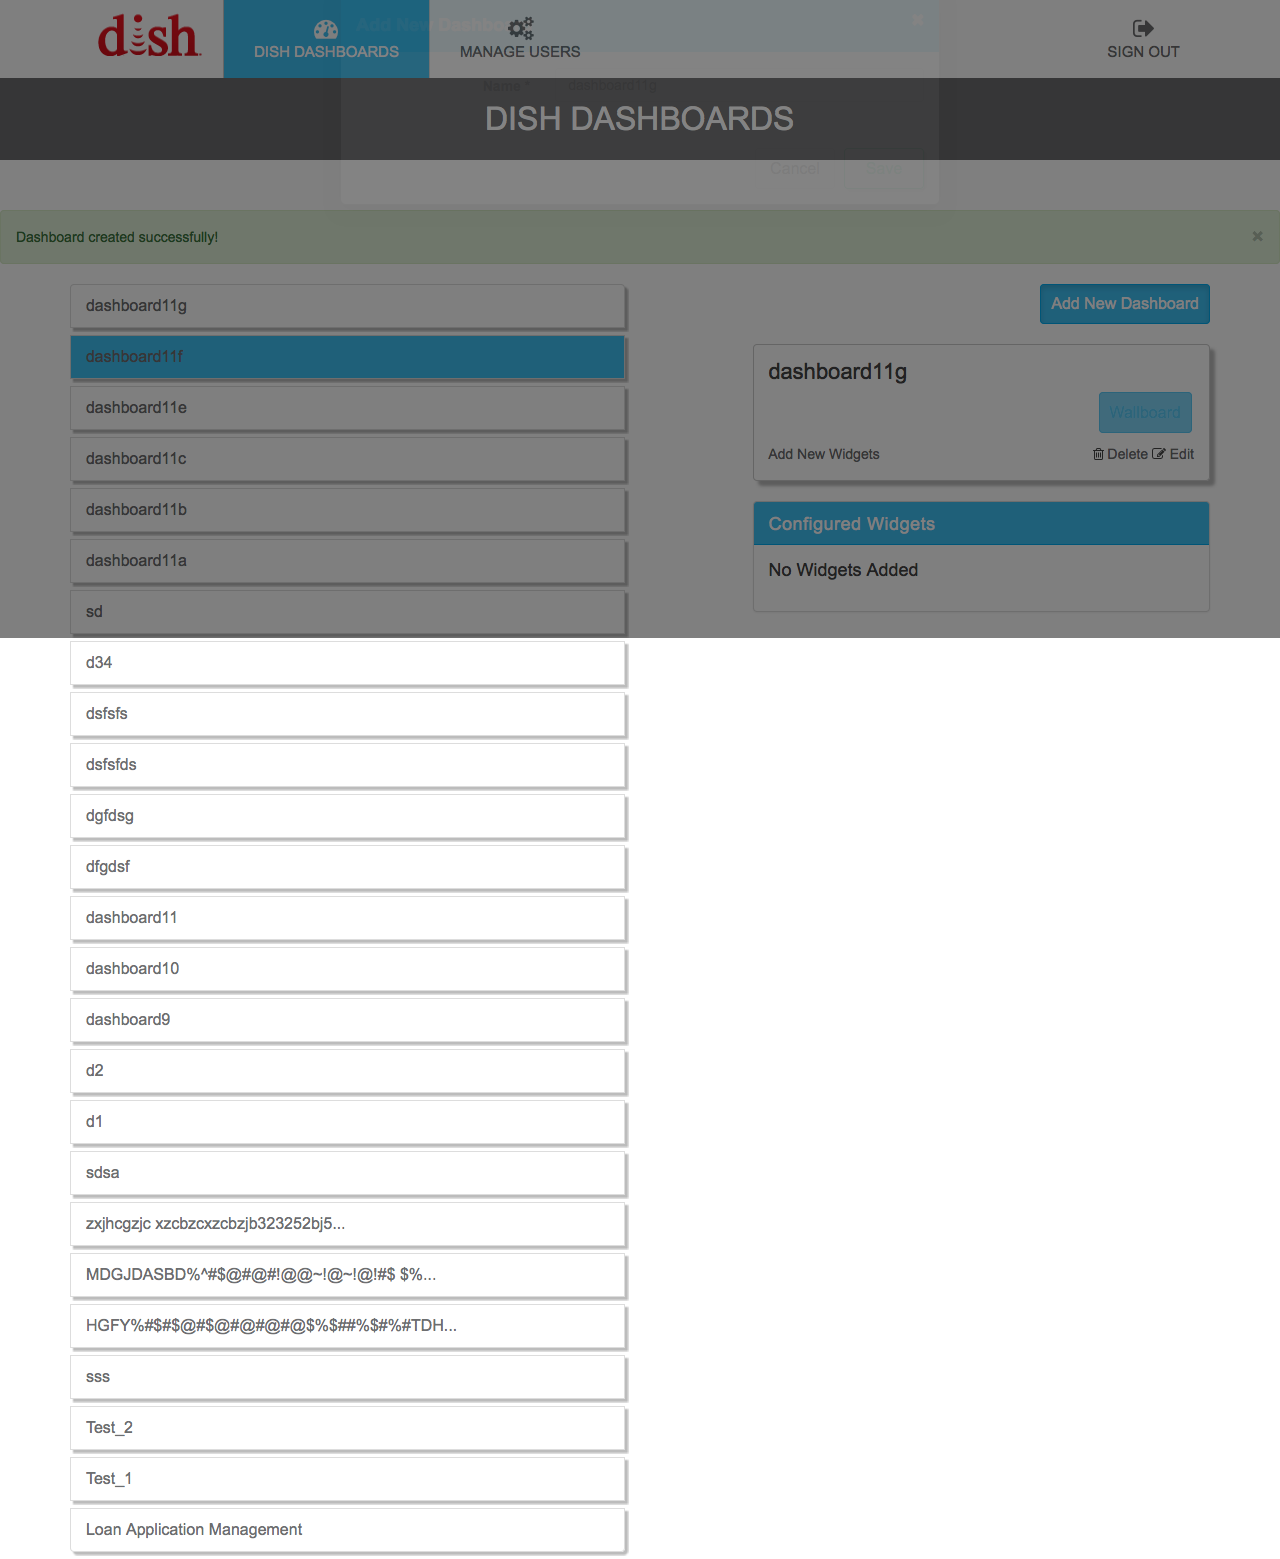 dish
Add New Dashboard
DISH DASHBOARDS
MANAGE USERS
SIGN OUT
Name *
dashboard11g
DISH DASHBOARDS
Cancel
Dashboard created successfully!
dashboard11g
dashboard11f
dashboard11e
dashboard11c
dashboard11b
dashboard11a
sd
d34
dsfsfs
dsfsfds
dgfdsg
dfgdsf
dashboard11
dashboard10
dashboard9
d2
d1
sdsa
zxjhcgzjc xzcbzcxzcbzjb323252bj5...
MDGJDASBD%^#$@#@#!@@~!@~!@!#$ $%...
HGFY%#$#$@#$@#@#@#@$%$##%$#%#TDH...
sss
Test_2
Test_1
Loan Application Management
Add New Dashboard
dashboard11g
Wallboard
Add New Widgets
Delete
Edit
Configured Widgets
No Widgets Added